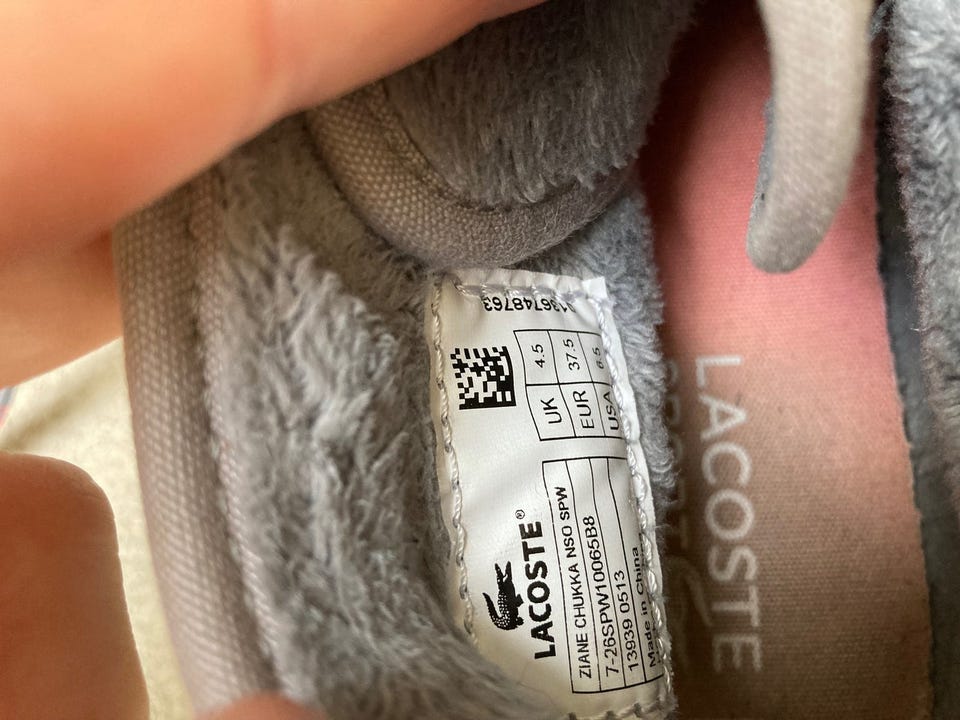 LACOSTE®
ZIANE CHUKKA NSO SPW
7-26SPW10065B8
13939 0513
Made in China
UK 4.5
EUR 37.5
USA 6.5
LACOSTE